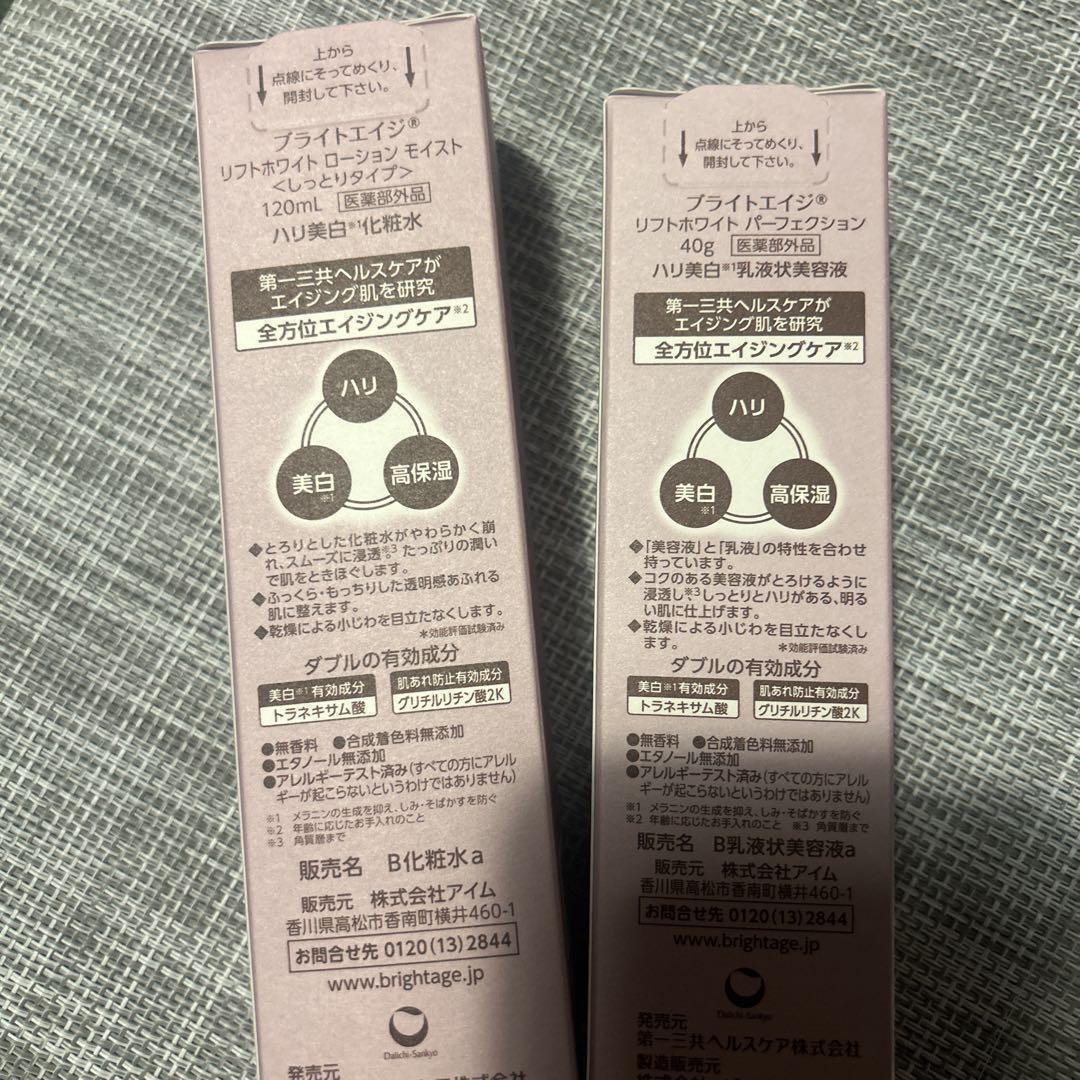 上から
点線にそってめくり、
開封して下さい。
ブライトエイジ®
リフトホワイト ローション モイスト
＜しっとりタイプ＞
120mL 医薬部外品
ハリ美白※1化粧水
第一三共ヘルスケアが
エイジング肌を研究
全方位エイジングケア※2
ハリ
美白※1
高保湿
◆とろりとした化粧水がやわらかく崩
れ、スムーズに浸透※3。たっぷりの潤い
で肌をときほぐします。
◆ふっくら・もっちりした透明感あふれる
肌に整えます。
◆乾燥による小じわを目立たなくします。
＊効能評価試験済み
ダブルの有効成分
美白※1有効成分
トラネキサム酸
肌あれ防止有効成分
グリチルリチン酸2K
●無香料 ●合成着色料無添加
●エタノール無添加
●アレルギーテスト済み(すべての方にアレル
ギーが起こらないというわけではありません)
※1 メラニンの生成を抑え、しみ・そばかすを防ぐ
※2 年齢に応じたお手入れのこと
※3 角質層まで
販売名 B化粧水a
販売元 株式会社アイム
香川県高松市香南町横井460-1
お問合せ先 0120(13)2844
www.brightage.jp
Daiichi-Sankyo
発売元
上から
点線にそってめくり、
開封して下さい。
ブライトエイジ®
リフトホワイト パーフェクション
40g 医薬部外品
ハリ美白※1乳液状美容液
第一三共ヘルスケアが
エイジング肌を研究
全方位エイジングケア※2
ハリ
美白※1
高保湿
◆「美容液」と「乳液」の特性を合わせ
持っています。
◆コクのある美容液がとろけるように
浸透し※3、しっとりとハリがある、明る
い肌に仕上げます。
◆乾燥による小じわを目立たなくし
ます。 ＊効能評価試験済み
ダブルの有効成分
美白※1有効成分
トラネキサム酸
肌あれ防止有効成分
グリチルリチン酸2K
●無香料 ●合成着色料無添加
●エタノール無添加
●アレルギーテスト済み(すべての方にアレル
ギーが起こらないというわけではありません)
※1 メラニンの生成を抑え、しみ・そばかすを防ぐ
※2 年齢に応じたお手入れのこと ※3 角質層まで
販売名 B乳液状美容液a
販売元 株式会社アイム
香川県高松市香南町横井460-1
お問合せ先 0120(13)2844
www.brightage.jp
Daiichi-Sankyo
発売元
第一三共ヘルスケア株式会社
製造販売元